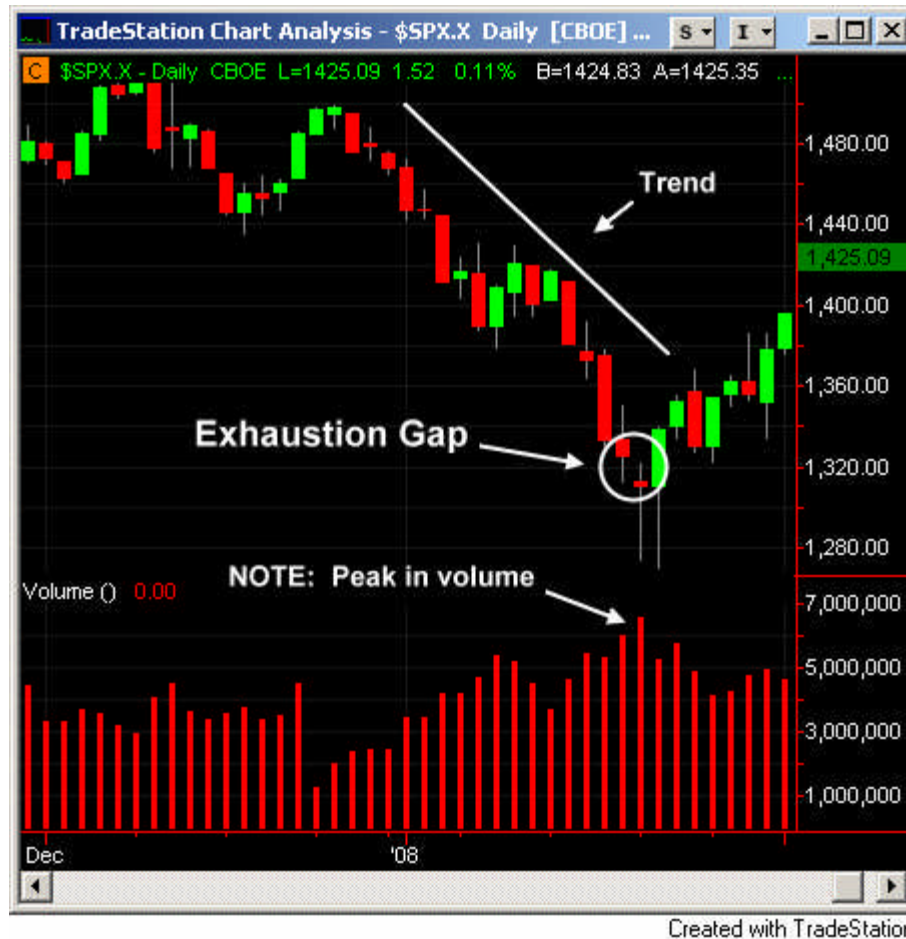 TradeStation Chart Analysis - $SPX.X Daily [CBOE] ... S I
C $SPX.X - Daily CBOE L=1425.09 1.52 0.11% B=1424.83 A=1425.35 ...
1,480.00
Trend
1,440.00
1,425.09
1,400.00
1,360.00
Exhaustion Gap
1,320.00
1,280.00
NOTE: Peak in volume
Volume () 0.00
7,000,000
5,000,000
3,000,000
1,000,000
Dec '08
Created with TradeStation